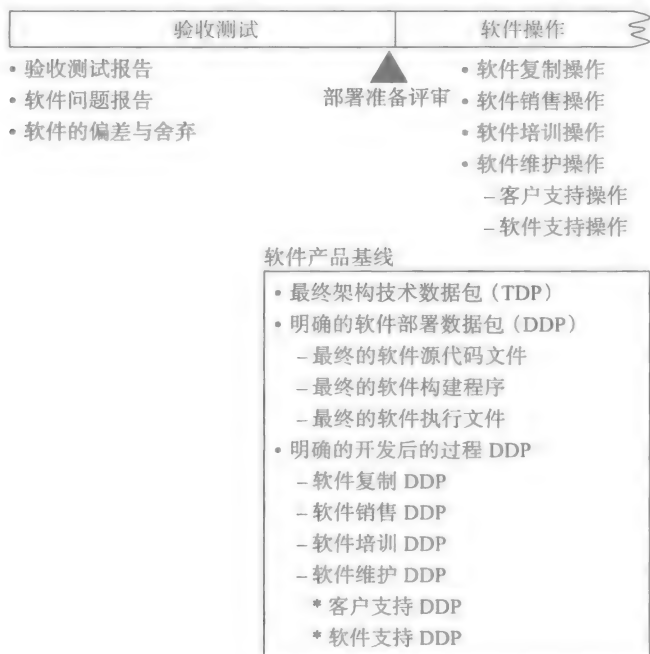 验收测试
软件操作
• 验收测试报告
• 软件问题报告
• 软件的偏差与舍弃
部署准备评审
• 软件复制操作
• 软件销售操作
• 软件培训操作
• 软件维护操作
– 客户支持操作
– 软件支持操作
软件产品基线
• 最终架构技术数据包（TDP）
• 明确的软件部署数据包（DDP）
– 最终的软件源代码文件
– 最终的软件构建程序
– 最终的软件执行文件
• 明确的开发后的过程 DDP
– 软件复制 DDP
– 软件销售 DDP
– 软件培训 DDP
– 软件维护 DDP
* 客户支持 DDP
* 软件支持 DDP